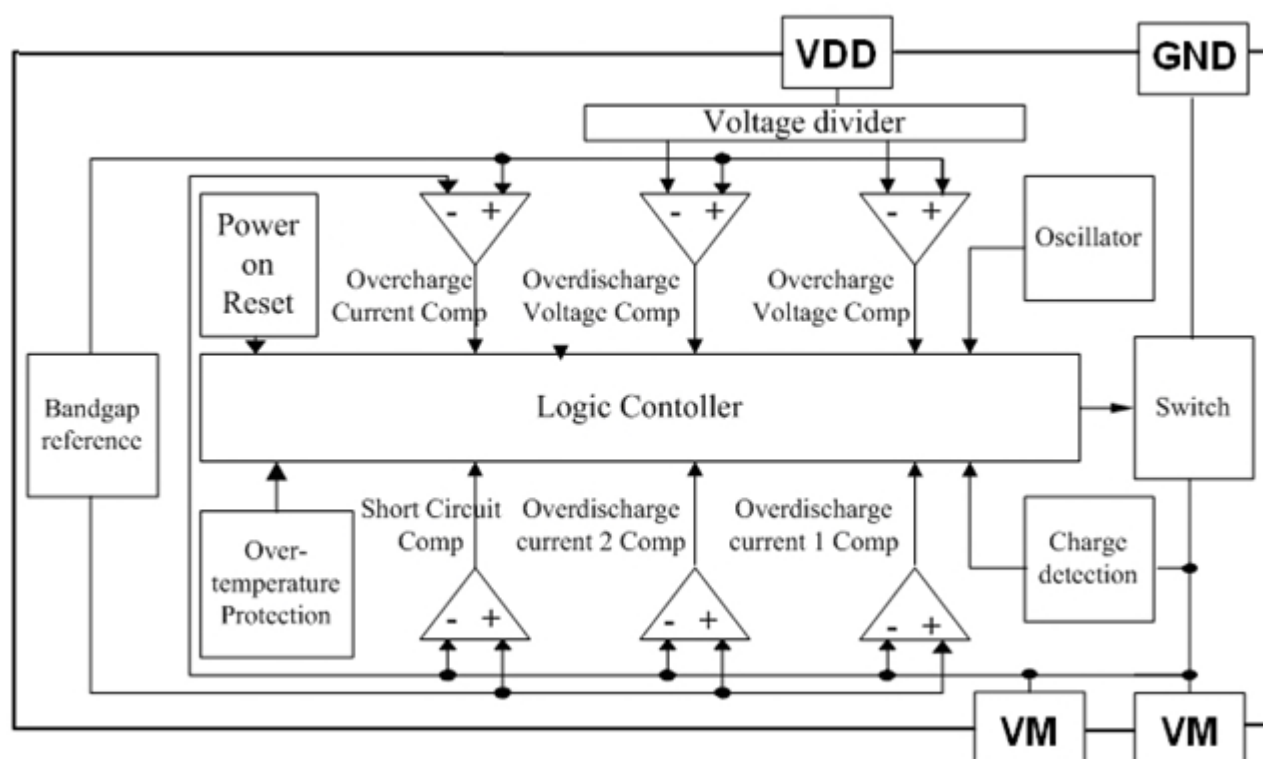 VDD
GND
Voltage divider
- +
- +
- +
Power
on
Reset
Oscillator
Overcharge
Current Comp
Overdischarge
Voltage Comp
Overcharge
Voltage Comp
Bandgap
reference
Logic Contoller
Switch
Short Circuit
Comp
Overdischarge
current 2 Comp
Overdischarge
current 1 Comp
Over-
temperature
Protection
Charge
detection
- +
- +
- +
VM
VM